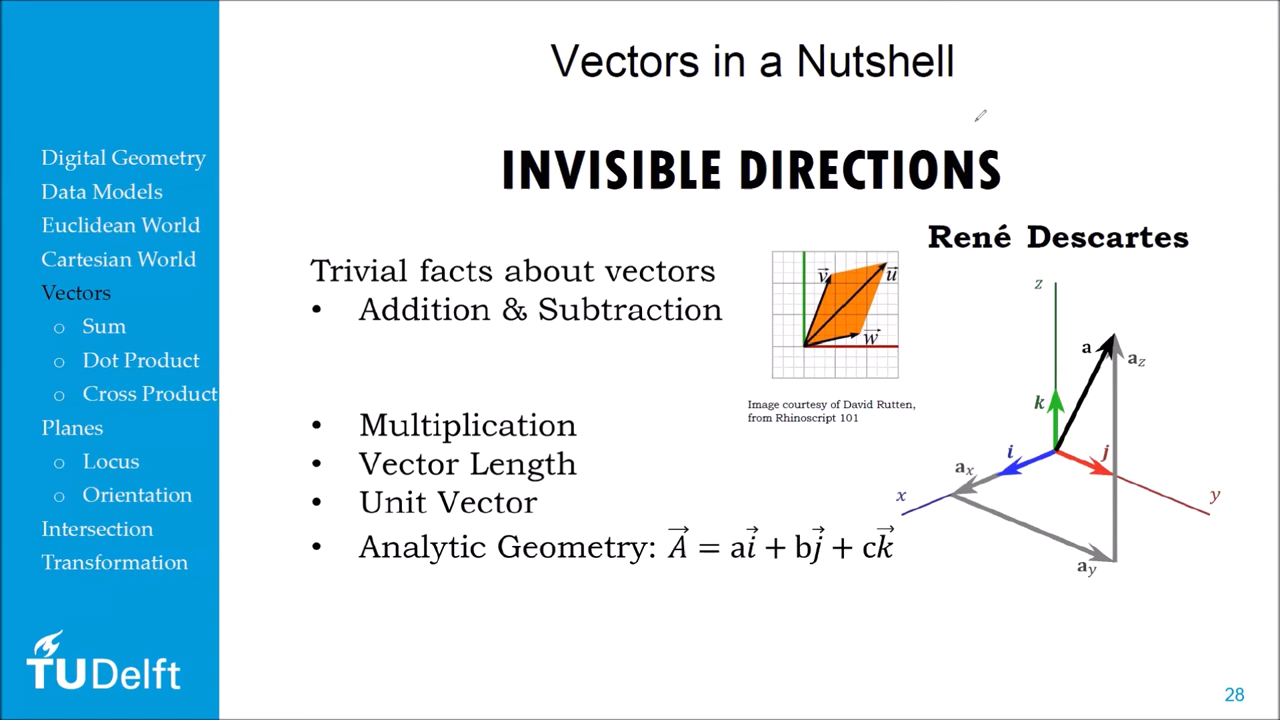 Vectors in a Nutshell
INVISIBLE DIRECTIONS
Digital Geometry
Data Models
Euclidean World
Cartesian World
Vectors
○ Sum
○ Dot Product
○ Cross Product
Planes
○ Locus
○ Orientation
Intersection
Transformation
TUDelft
René Descartes
Trivial facts about vectors
• Addition & Subtraction
• Multiplication
• Vector Length
• Unit Vector
• Analytic Geometry: A⃗ = ai⃗ + bj⃗ + ck⃗
v⃗
u⃗
w⃗
Image courtesy of David Rutten,
from Rhinoscript 101
z
a
a_z
k
i
j
a_x
x
y
a_y
28